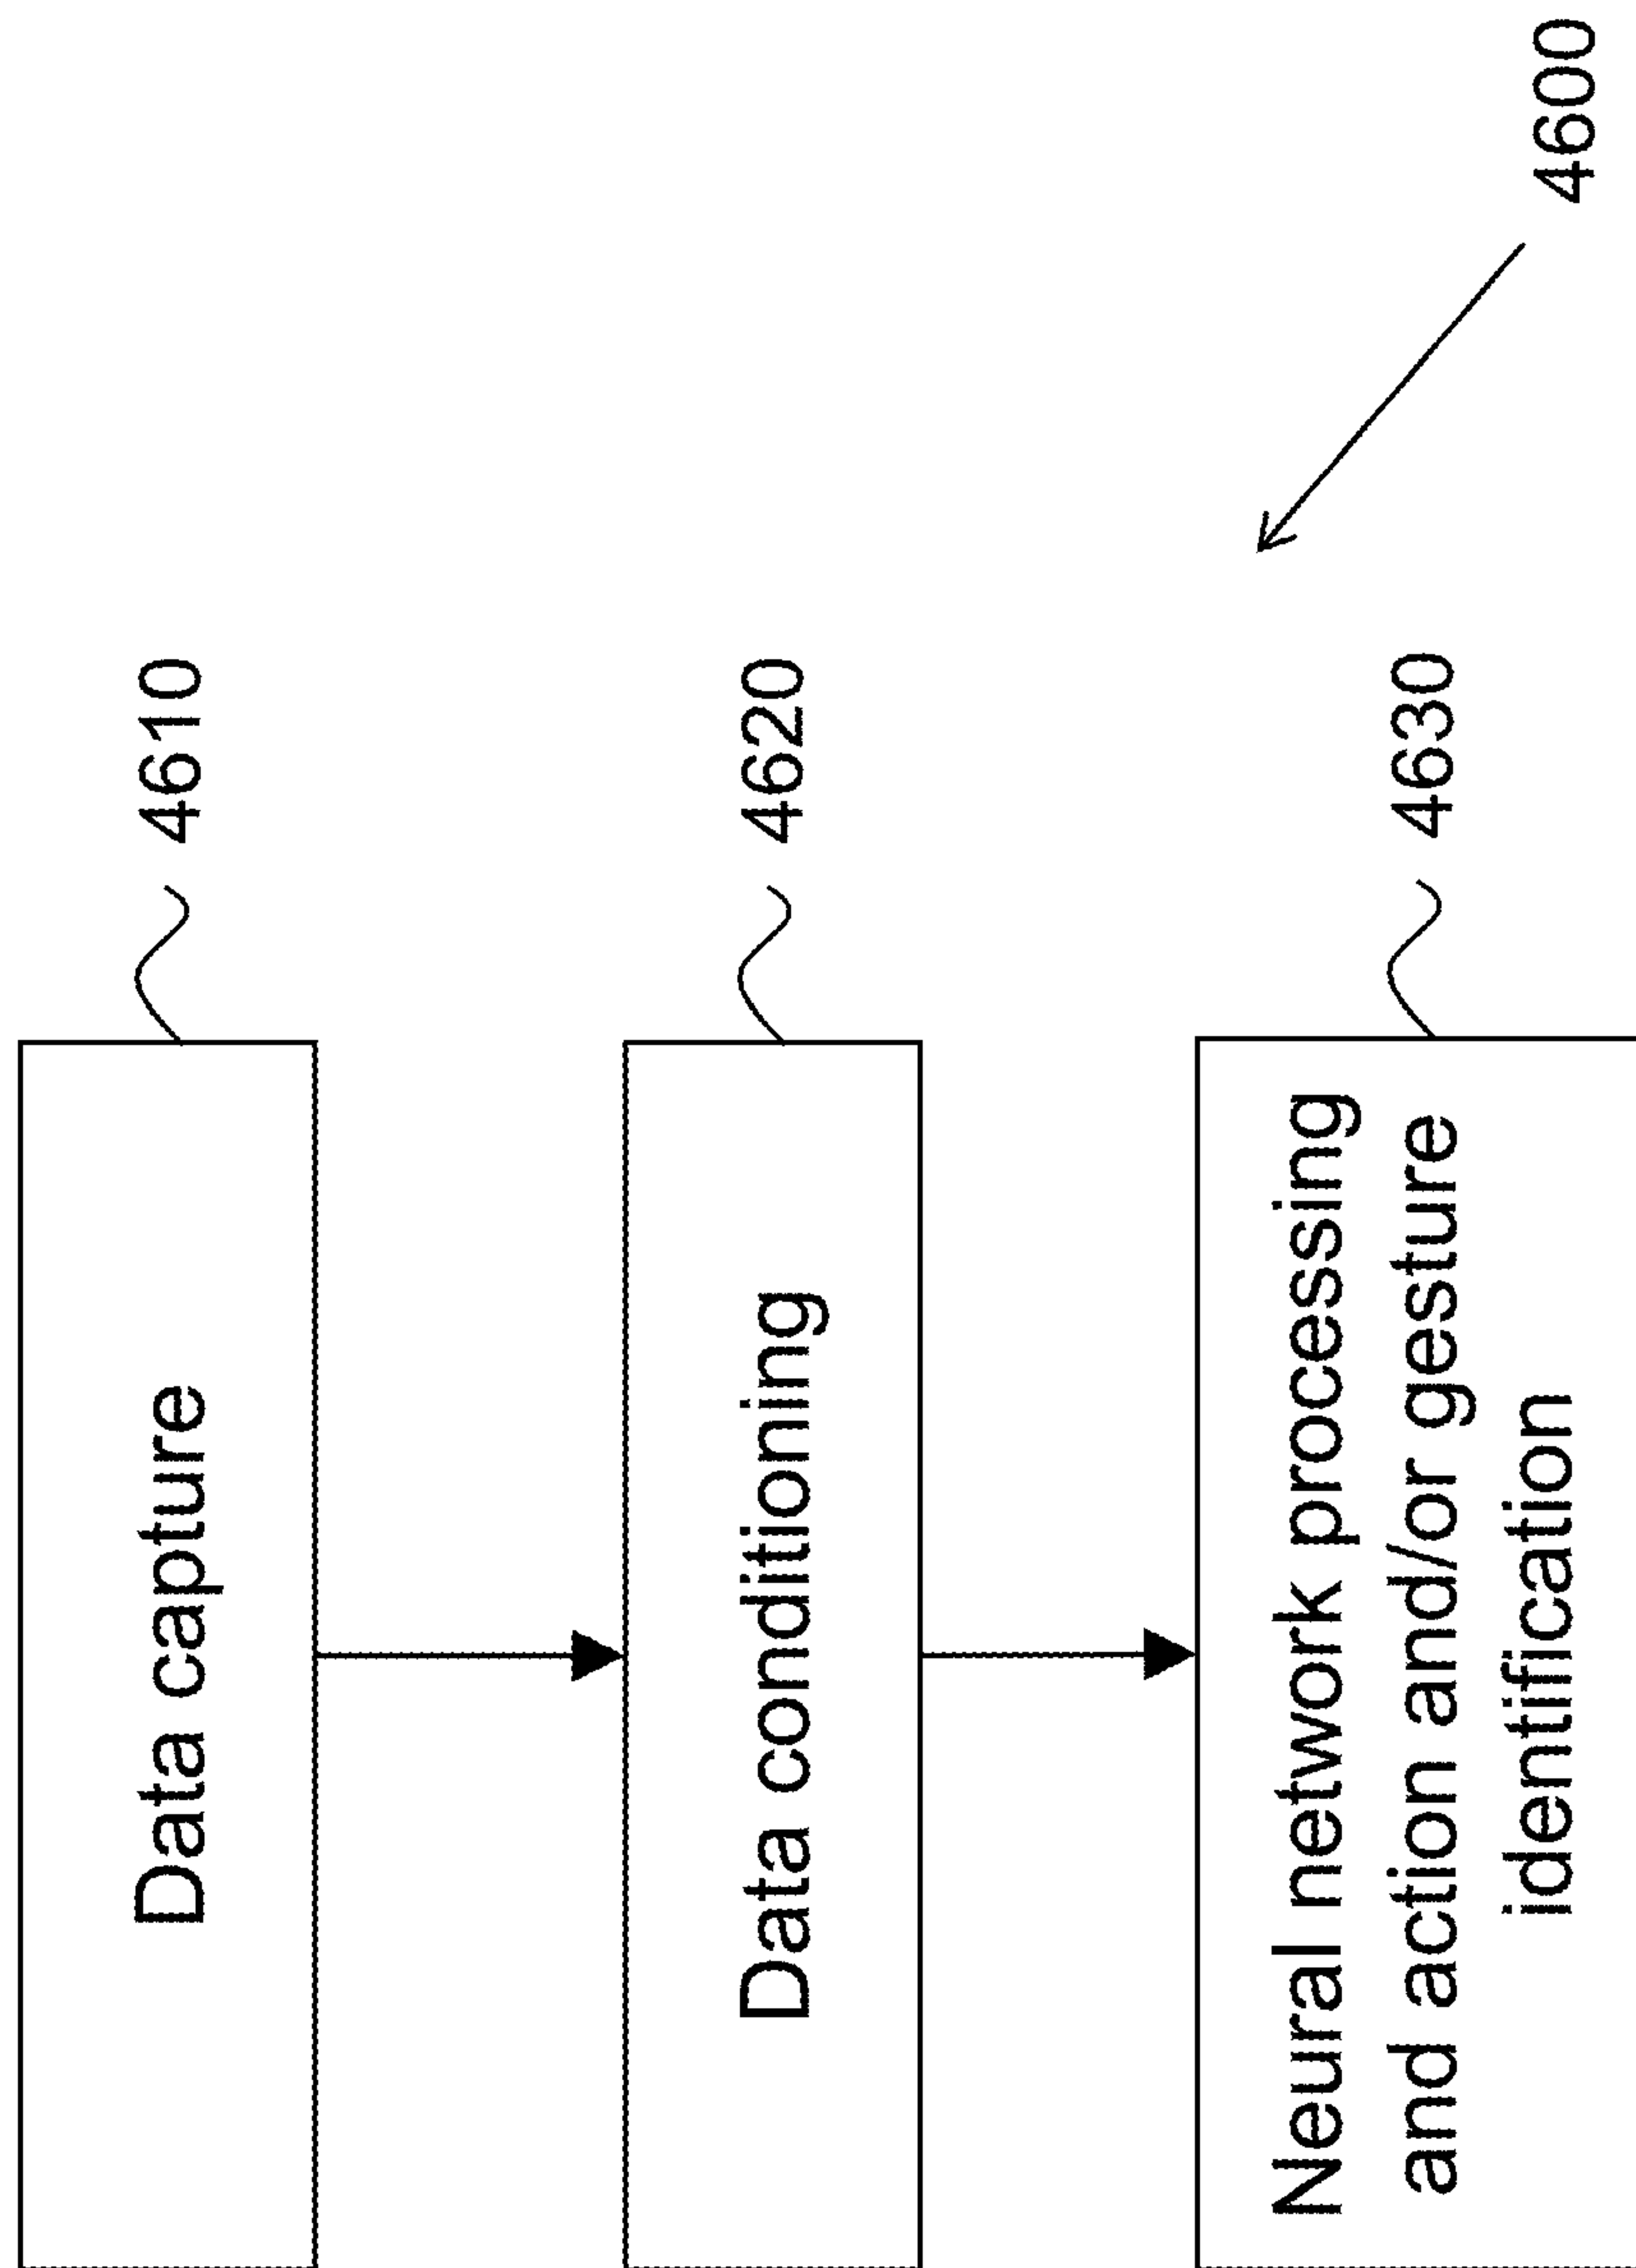 Data capture
4610
Data conditioning
4620
Neural network processing
and action and/or gesture
identification
4630
4600